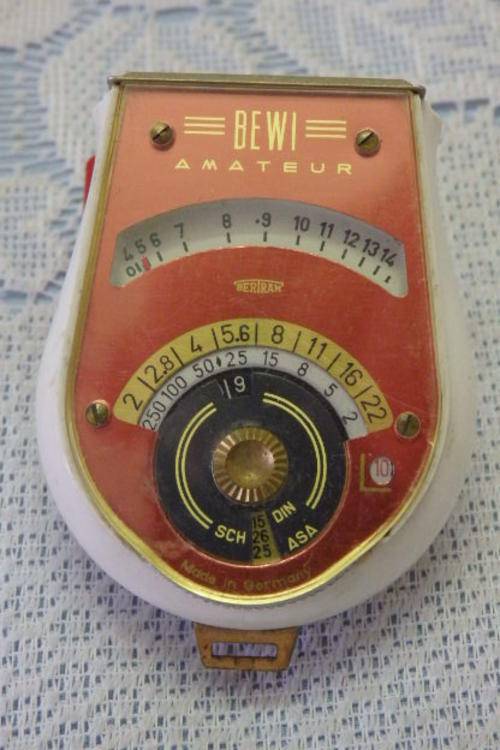 BEWI
AMATEUR
4 5 6 7 8 ·9 10 11 12 13 14
BERTRAM
2 2.8 4 5.6 8 11 16 22
250 100 50 25 15 8 5 2
9
10
SCH 15 DIN
26
25 ASA
Made in Germany